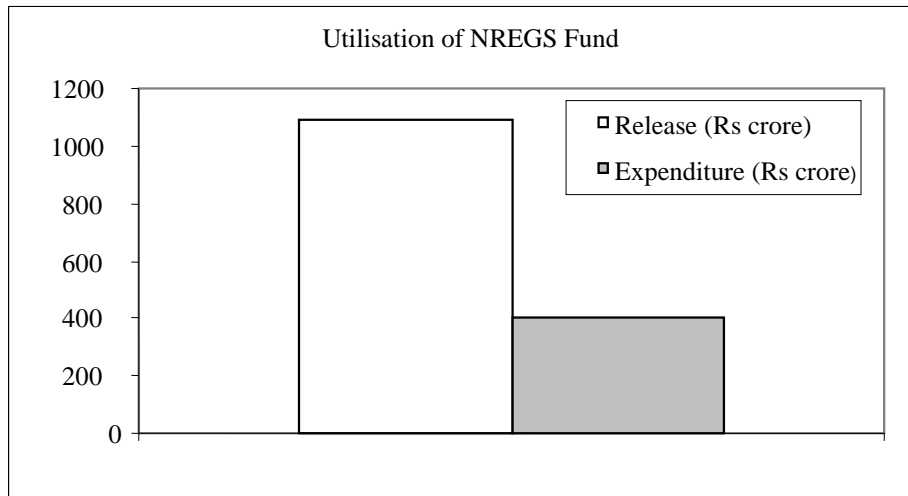 Utilisation of NREGS Fund
1200
1000
800
600
400
200
0
Release (Rs crore)
Expenditure (Rs crore)